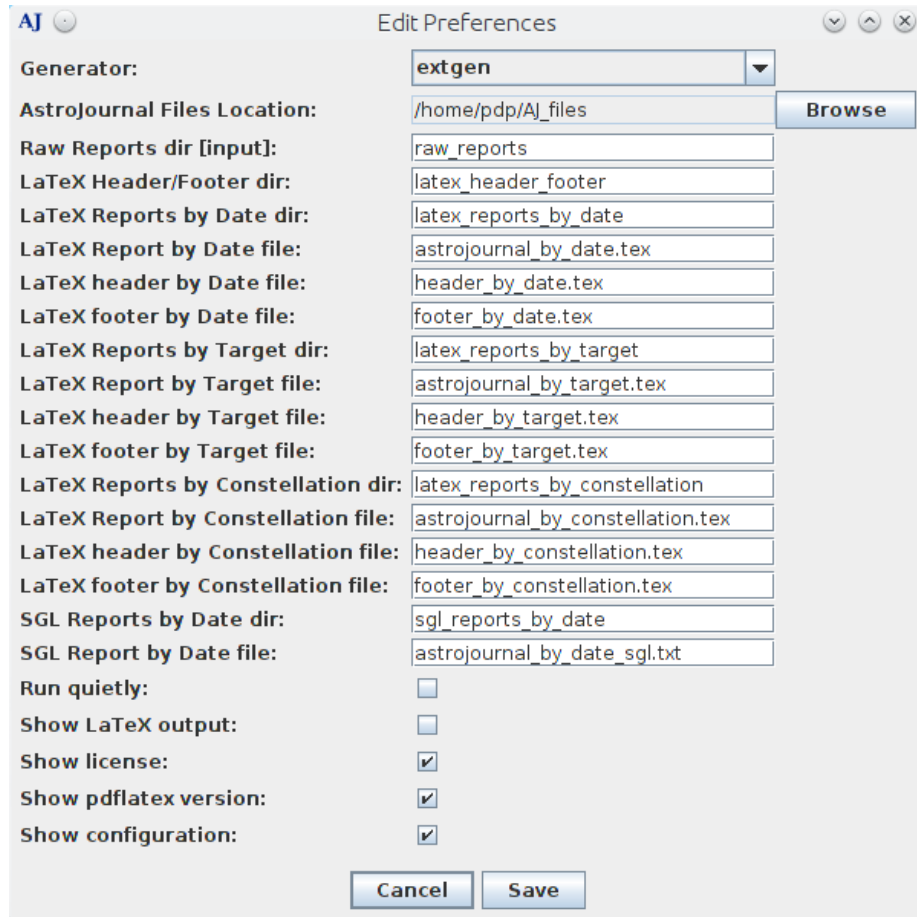 AJ Edit Preferences
Generator: extgen
AstroJournal Files Location: /home/pdp/AJ_files Browse
Raw Reports dir [input]: raw_reports
LaTeX Header/Footer dir: latex_header_footer
LaTeX Reports by Date dir: latex_reports_by_date
LaTeX Report by Date file: astrojournal_by_date.tex
LaTeX header by Date file: header_by_date.tex
LaTeX footer by Date file: footer_by_date.tex
LaTeX Reports by Target dir: latex_reports_by_target
LaTeX Report by Target file: astrojournal_by_target.tex
LaTeX header by Target file: header_by_target.tex
LaTeX footer by Target file: footer_by_target.tex
LaTeX Reports by Constellation dir: latex_reports_by_constellation
LaTeX Report by Constellation file: astrojournal_by_constellation.tex
LaTeX header by Constellation file: header_by_constellation.tex
LaTeX footer by Constellation file: footer_by_constellation.tex
SGL Reports by Date dir: sgl_reports_by_date
SGL Report by Date file: astrojournal_by_date_sgl.txt
Run quietly:
Show LaTeX output:
Show license:
Show pdflatex version:
Show configuration:
Cancel Save